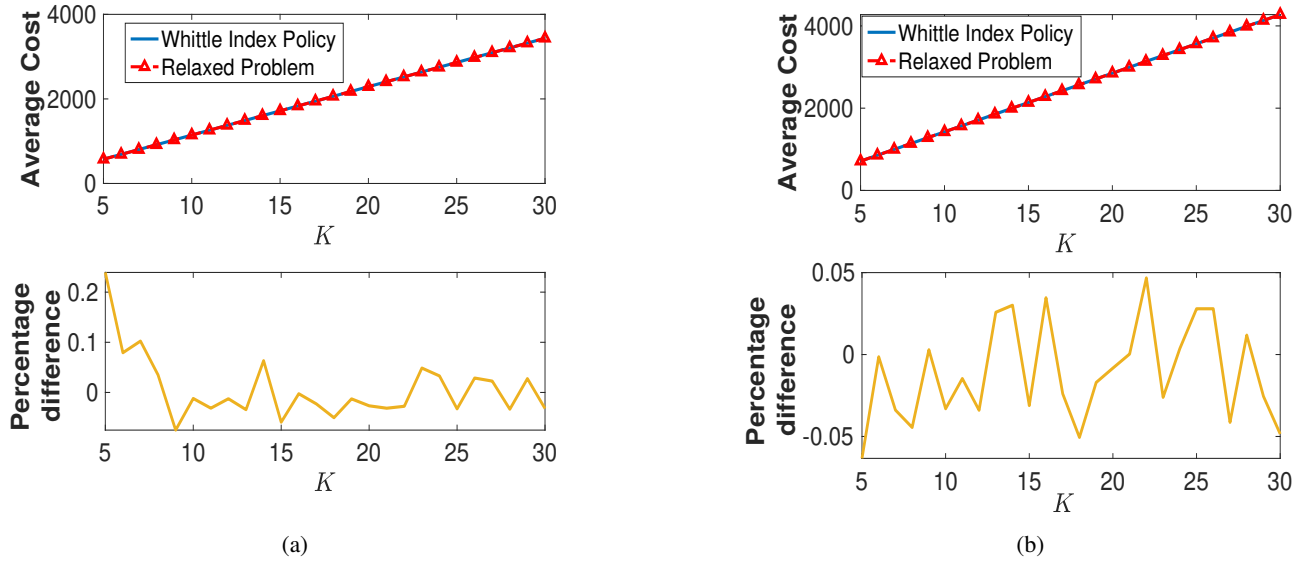 4000
2000
0
Average Cost
Whittle Index Policy
Relaxed Problem
5 10 15 20 25 30
K
0.2
0.1
0
Percentage
difference
5 10 15 20 25 30
K
(a)
4000
2000
0
Average Cost
Whittle Index Policy
Relaxed Problem
5 10 15 20 25 30
K
0.05
0
-0.05
Percentage
difference
5 10 15 20 25 30
K
(b)